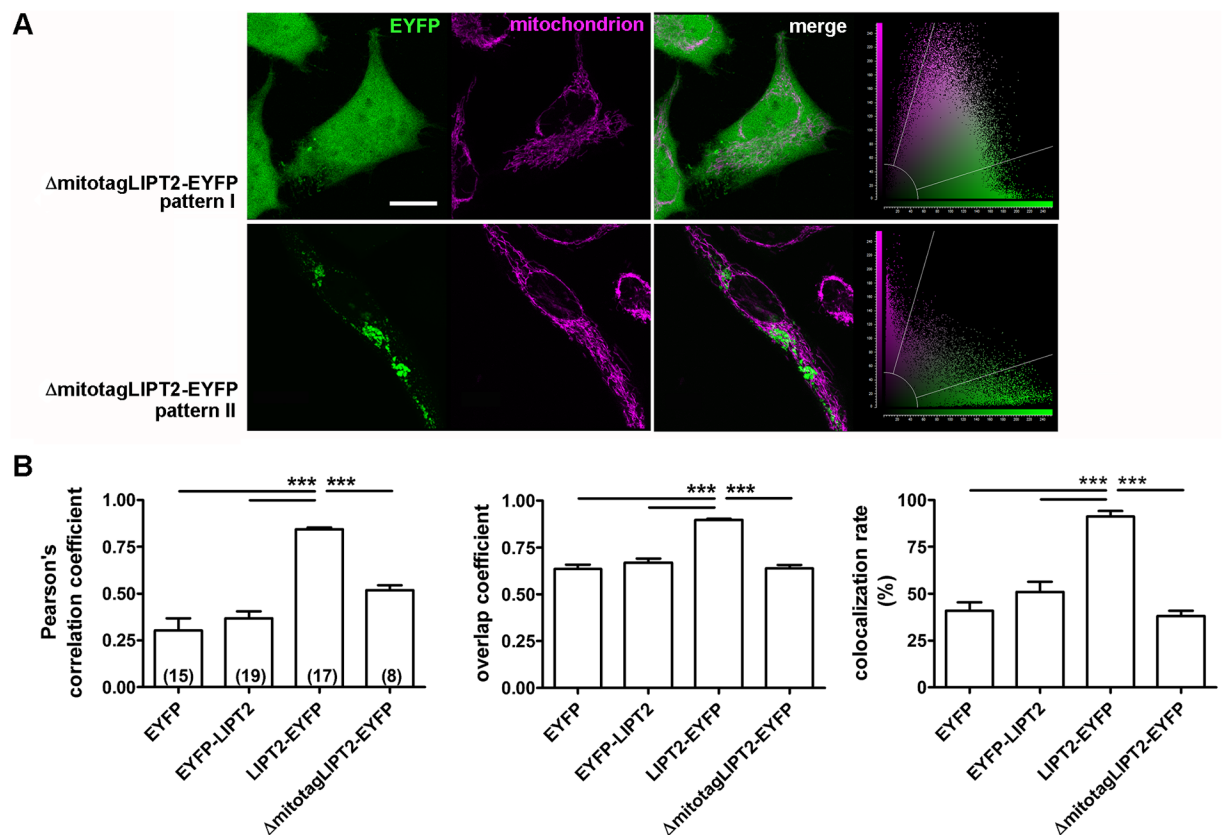 A
EYFP
mitochondrion
merge
ΔmitotagLIPT2-EYFP
pattern I
ΔmitotagLIPT2-EYFP
pattern II
B
Pearson's
correlation coefficient
1.00
0.75
0.50
0.25
0.00
*** ***
(15) (19) (17) (8)
EYFP
EYFP-LIPT2
LIPT2-EYFP
ΔmitotagLIPT2-EYFP
overlap coefficient
1.00
0.75
0.50
0.25
0.00
*** ***
EYFP
EYFP-LIPT2
LIPT2-EYFP
ΔmitotagLIPT2-EYFP
colocalization rate
(%)
100
75
50
25
0
*** ***
EYFP
EYFP-LIPT2
LIPT2-EYFP
ΔmitotagLIPT2-EYFP